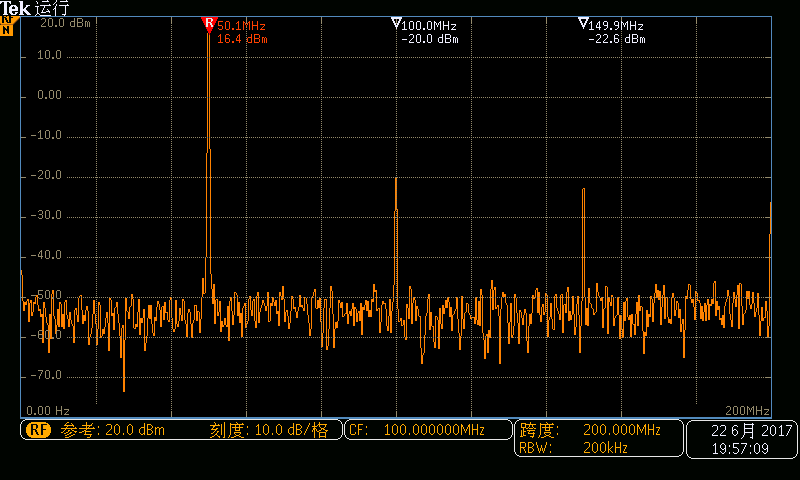 Tek 运行
RF
N
20.0 dBm
R 50.1MHz
16.4 dBm
100.0MHz
-20.0 dBm
149.9MHz
-22.6 dBm
10.0
0.00
-10.0
-20.0
-30.0
-40.0
-50.0
-60.0
-70.0
0.00 Hz
200MHz
RF 参考: 20.0 dBm 刻度: 10.0 dB/格
CF: 100.000000MHz
跨度: 200.000MHz
RBW: 200kHz
22 6月 2017
19:57:09